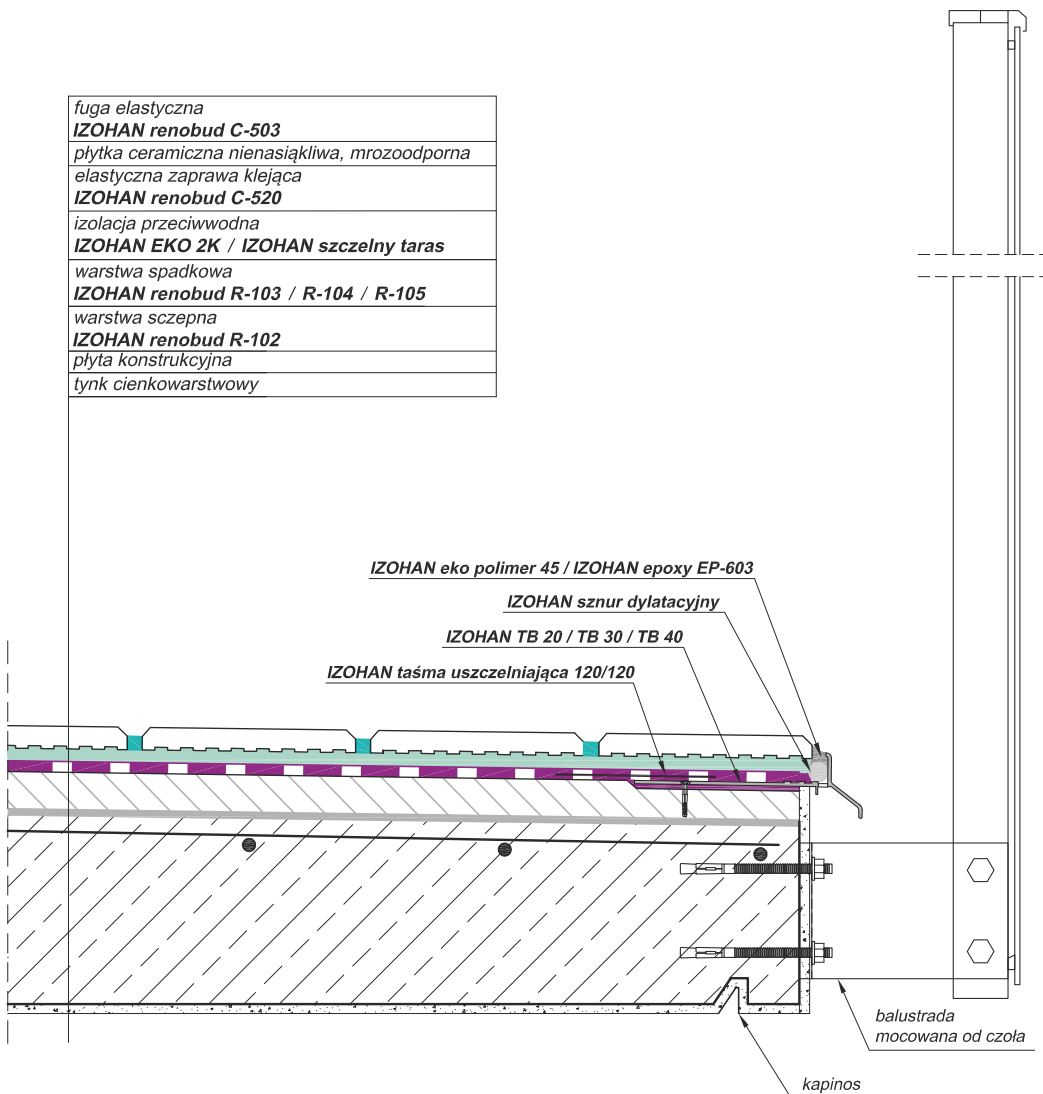 fuga elastyczna
IZOHAN renobud C-503
płytka ceramiczna nienasiąkliwa, mrozoodporna
elastyczna zaprawa klejąca
IZOHAN renobud C-520
izolacja przeciwwodna
IZOHAN EKO 2K / IZOHAN szczelny taras
warstwa spadkowa
IZOHAN renobud R-103 / R-104 / R-105
warstwa sczepna
IZOHAN renobud R-102
płyta konstrukcyjna
tynk cienkowarstwowy
IZOHAN eko polimer 45 / IZOHAN epoxy EP-603
IZOHAN sznur dylatacyjny
IZOHAN TB 20 / TB 30 / TB 40
IZOHAN taśma uszczelniająca 120/120
balustrada
mocowana od czoła
kapinos